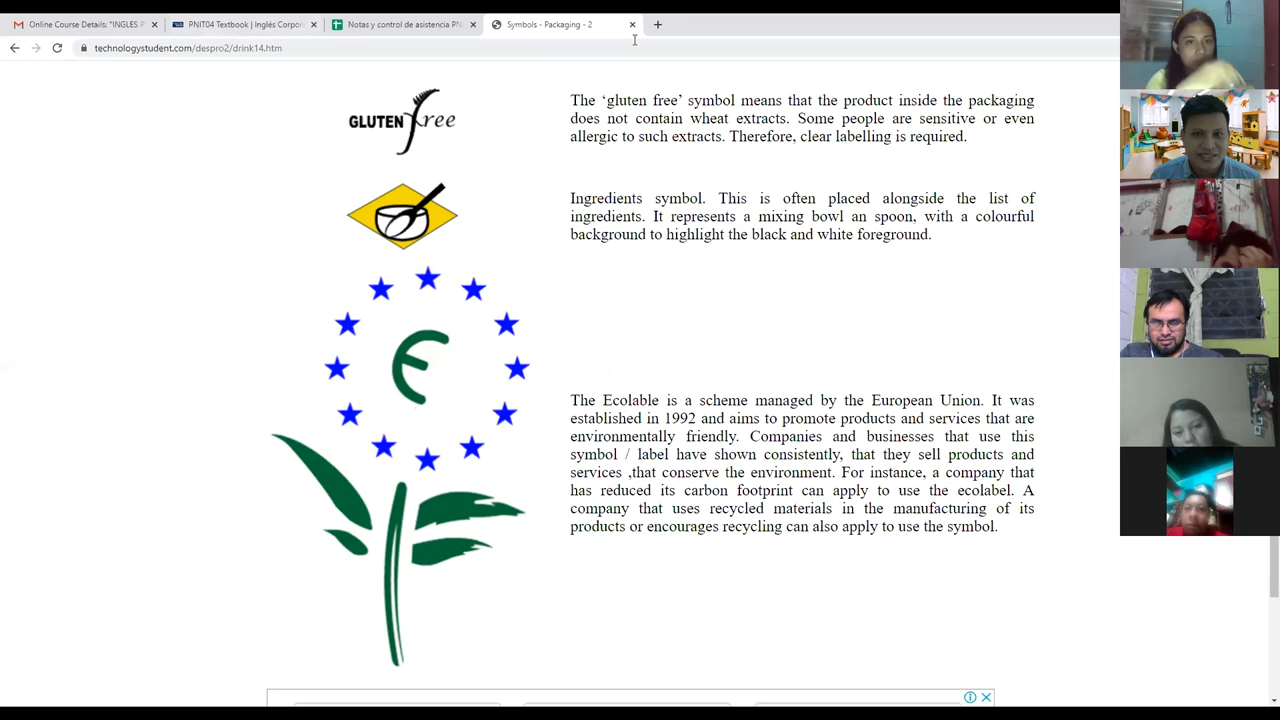 Online Course Details: "INGLES P
PNIT04 Textbook | Inglés Corpor
Notas y control de asistencia PNI
Symbols - Packaging - 2
technologystudent.com/despro2/drink14.htm
GLUTEN free
The ‘gluten free’ symbol means that the product inside the packaging
does not contain wheat extracts. Some people are sensitive or even
allergic to such extracts. Therefore, clear labelling is required.
Ingredients symbol. This is often placed alongside the list of
ingredients. It represents a mixing bowl an spoon, with a colourful
background to highlight the black and white foreground.
€
The Ecolable is a scheme managed by the European Union. It was
established in 1992 and aims to promote products and services that are
environmentally friendly. Companies and businesses that use this
symbol / label have shown consistently, that they sell products and
services ,that conserve the environment. For instance, a company that
has reduced its carbon footprint can apply to use the ecolabel. A
company that uses recycled materials in the manufacturing of its
products or encourages recycling can also apply to use the symbol.